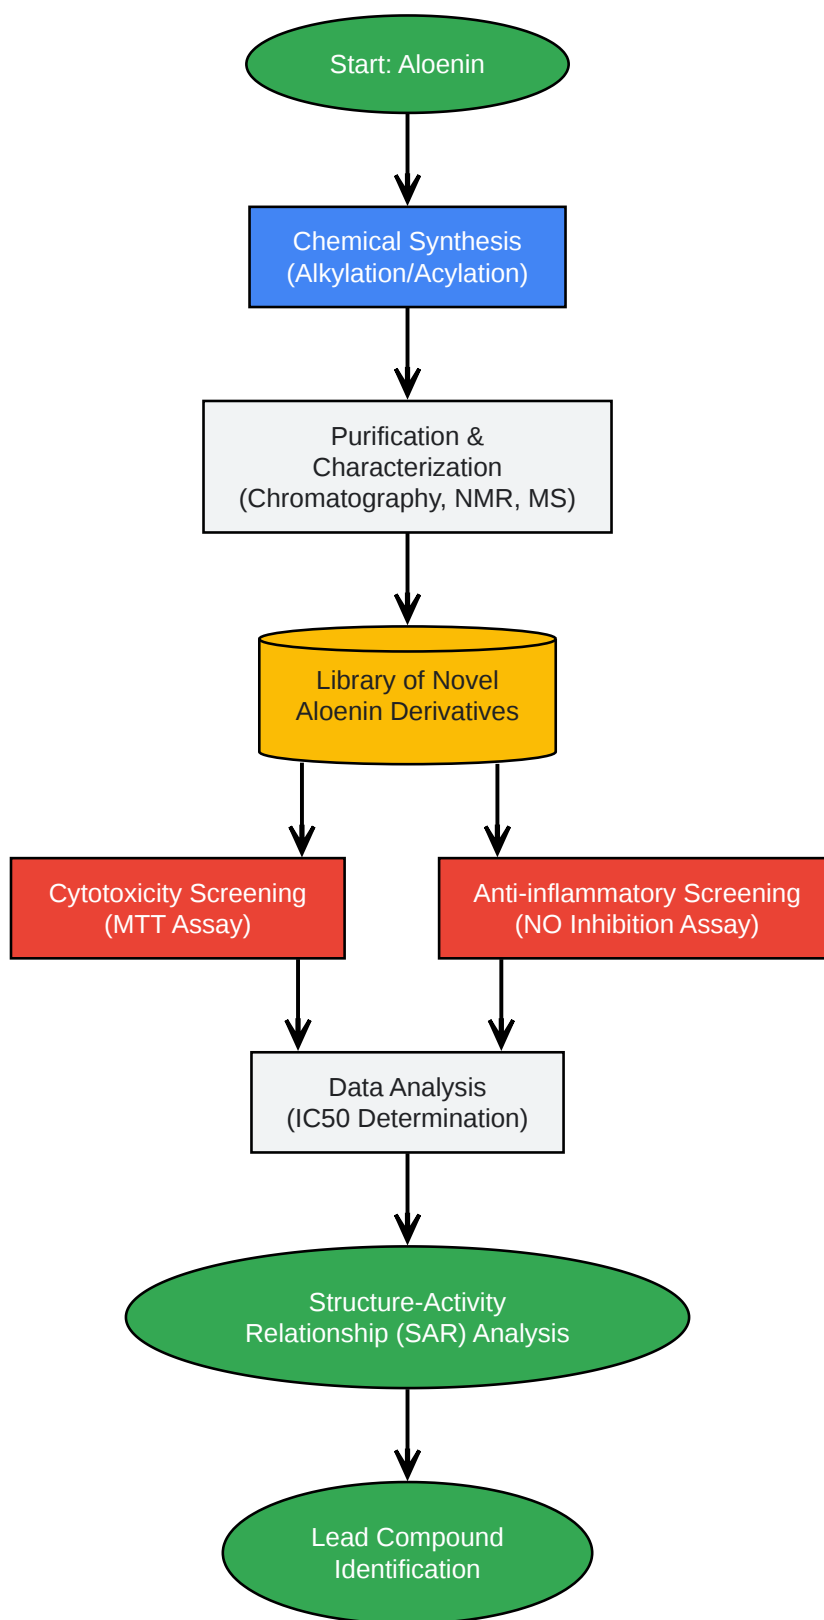 Start: Aloenin
Chemical Synthesis
(Alkylation/Acylation)
Purification &
Characterization
(Chromatography, NMR, MS)
Library of Novel
Aloenin Derivatives
Cytotoxicity Screening
(MTT Assay)
Anti-inflammatory Screening
(NO Inhibition Assay)
Data Analysis
(IC50 Determination)
Structure-Activity
Relationship (SAR) Analysis
Lead Compound
Identification